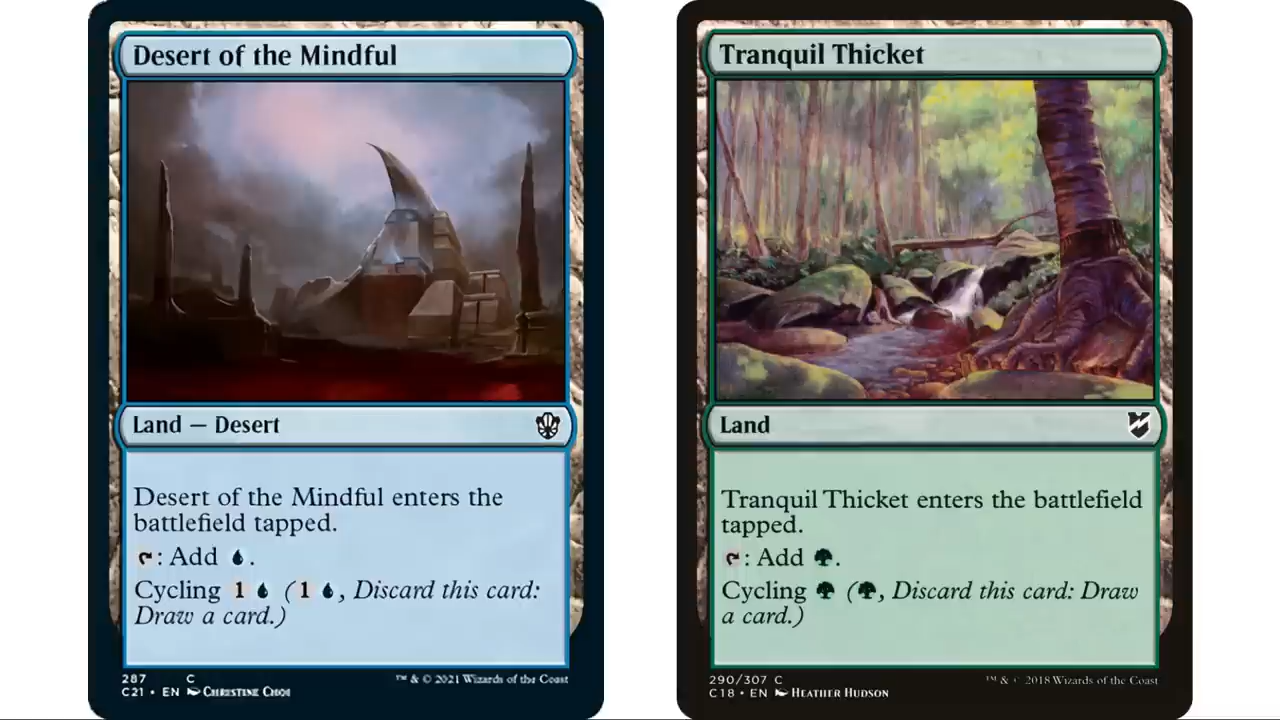 Desert of the Mindful
Land — Desert
Desert of the Mindful enters the
battlefield tapped.
: Add .
Cycling 1 (1 , Discard this card:
Draw a card.)
287 C
C21 • EN Christine Choi
™ & © 2021 Wizards of the Coast
Tranquil Thicket
Land
Tranquil Thicket enters the battlefield
tapped.
: Add .
Cycling ( , Discard this card: Draw
a card.)
290/307 C
C18 • EN Heather Hudson
™ & © 2018 Wizards of the Coast